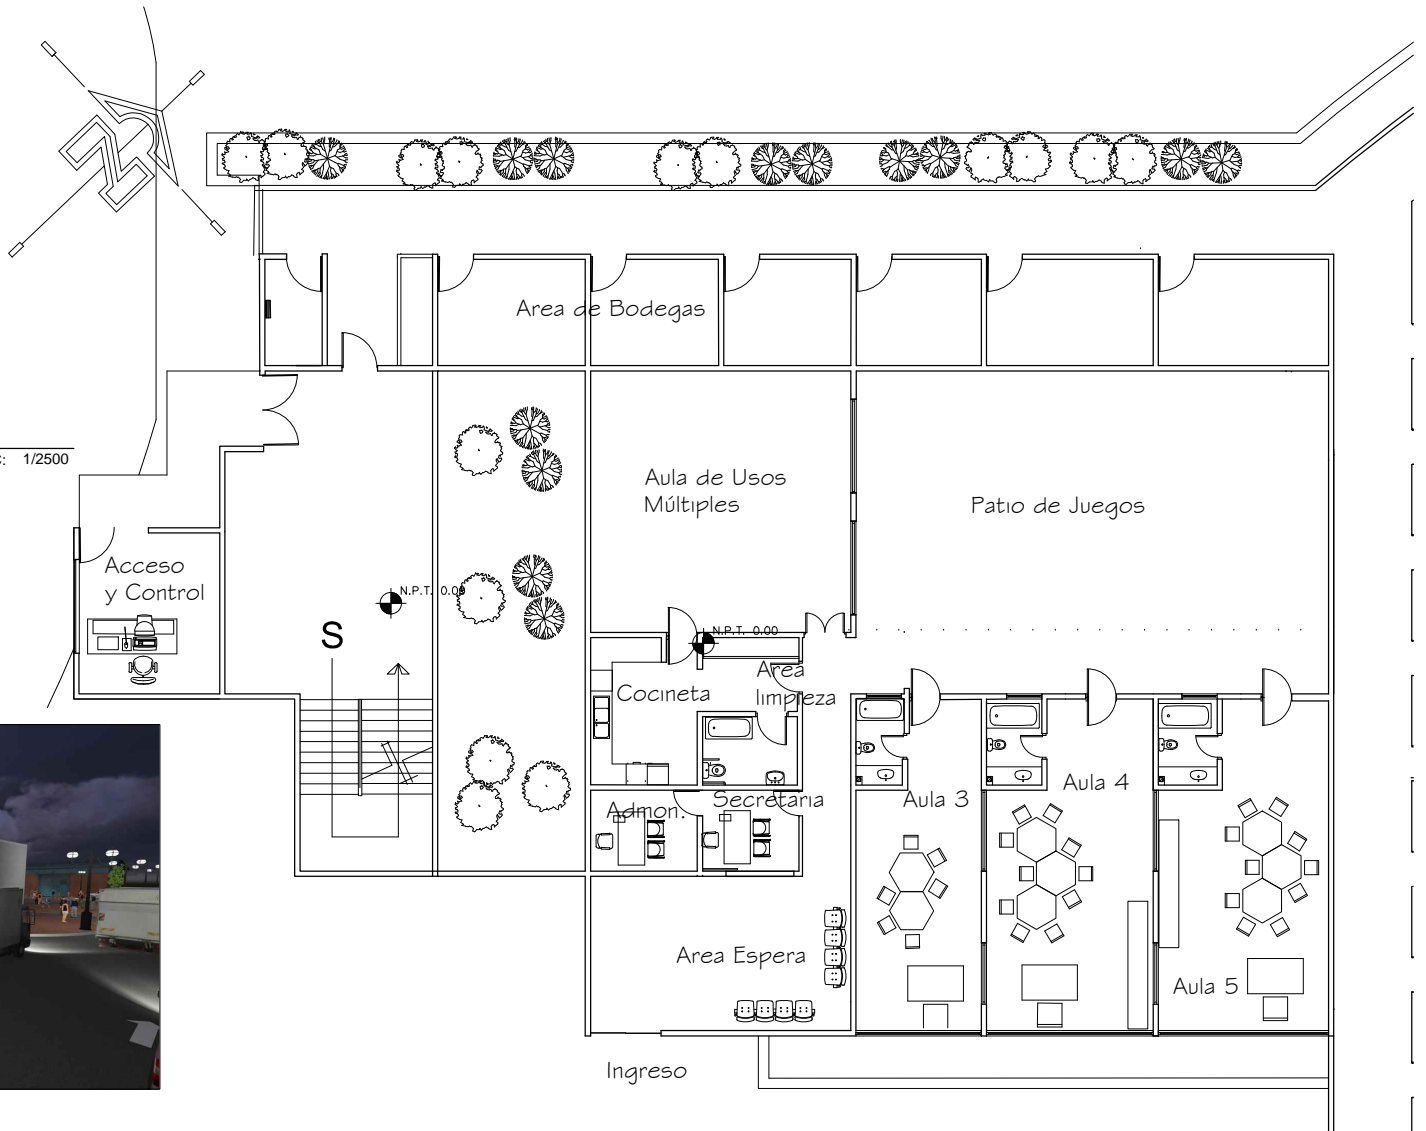 Area de Bodegas
: 1/2500
Aula de Usos
Múltiples
Patio de Juegos
Acceso
y Control
N.P.T. 0.00
S
N.P.T. 0.00
Cocineta
Area
limpieza
Admon.
Secretaria
Aula 3
Aula 4
Area Espera
Aula 5
Ingreso